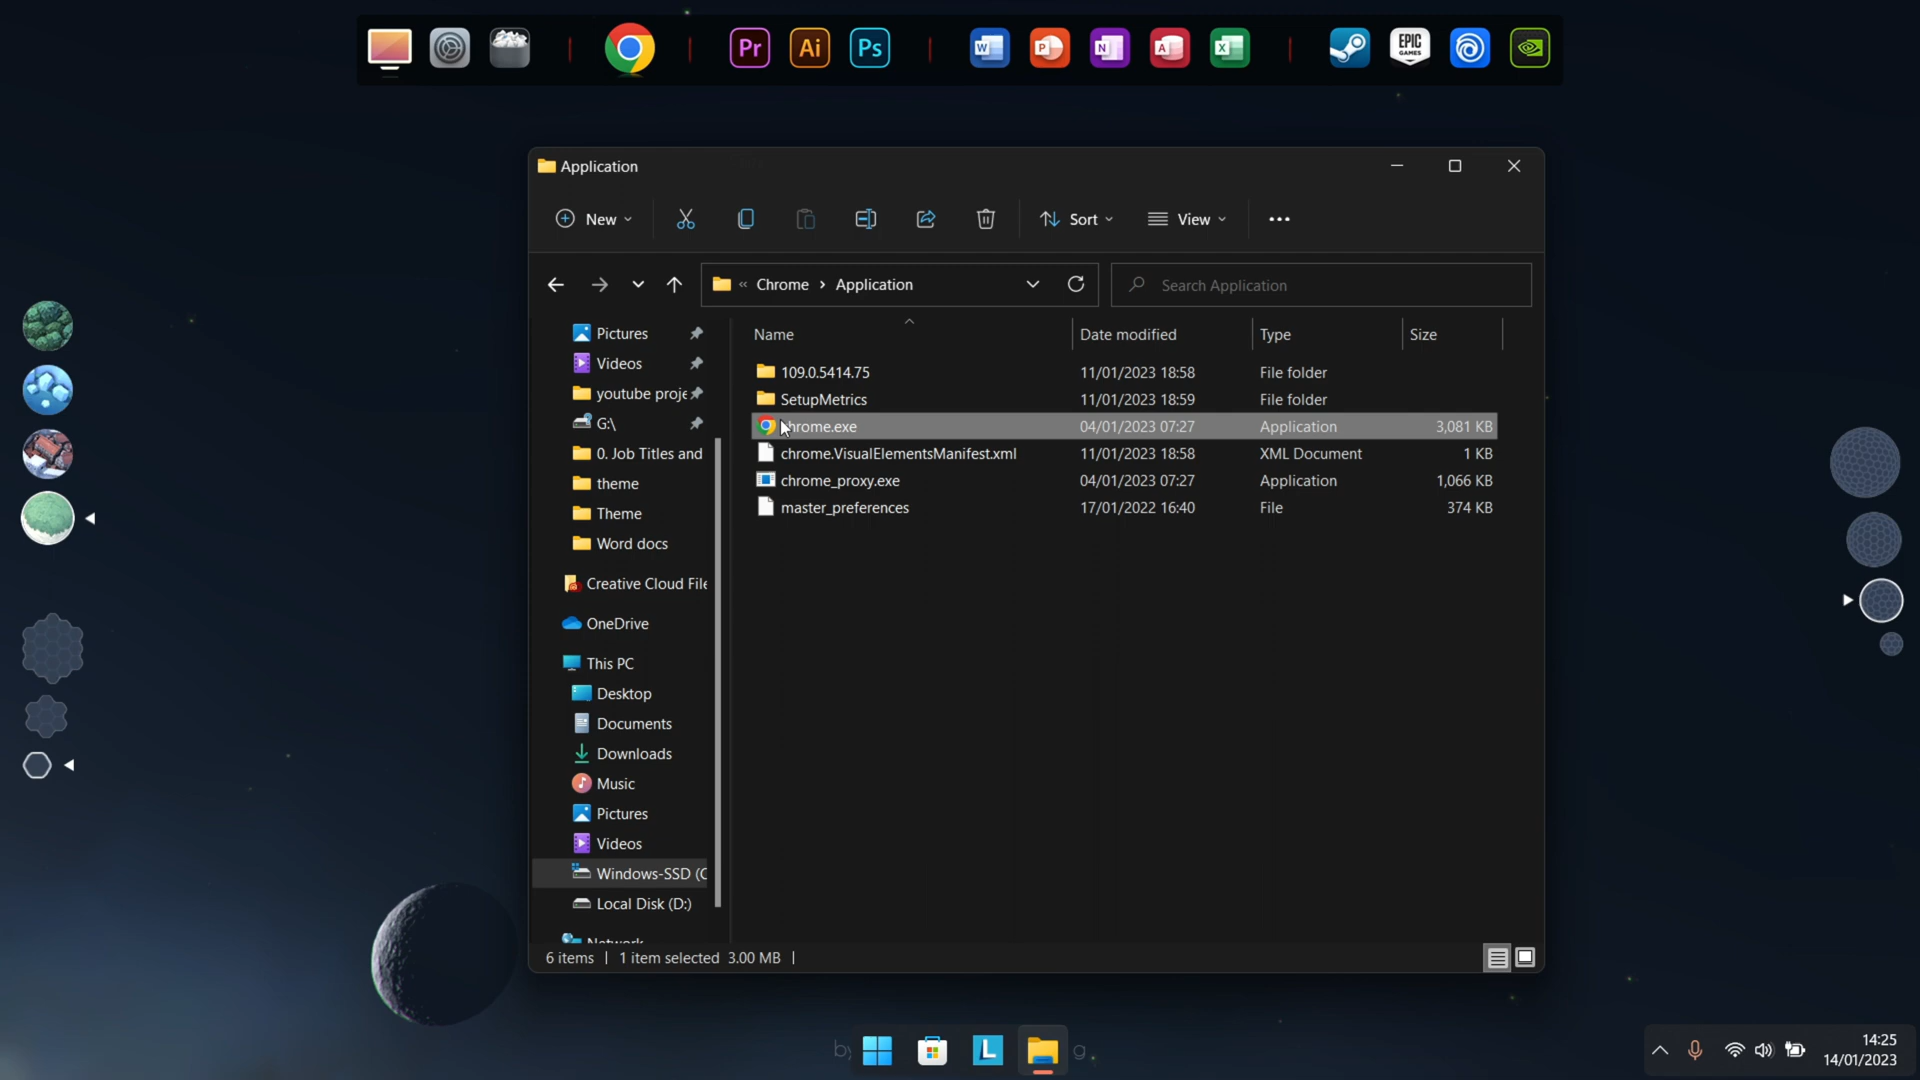 Pr Ai Ps W P N A X EPIC GAMES
Application
New Sort View
Chrome Application Search Application
Name Date modified Type Size
Pictures
Videos
youtube proje
G:\
0. Job Titles and
theme
Theme
Word docs
Creative Cloud File
OneDrive
This PC
Desktop
Documents
Downloads
Music
Pictures
Videos
Windows-SSD (C
Local Disk (D:)
109.0.5414.75 11/01/2023 18:58 File folder
SetupMetrics 11/01/2023 18:59 File folder
chrome.exe 04/01/2023 07:27 Application 3,081 KB
chrome.VisualElementsManifest.xml 11/01/2023 18:58 XML Document 1 KB
chrome_proxy.exe 04/01/2023 07:27 Application 1,066 KB
master_preferences 17/01/2022 16:40 File 374 KB
6 items 1 item selected 3.00 MB
by L g
14:25
14/01/2023